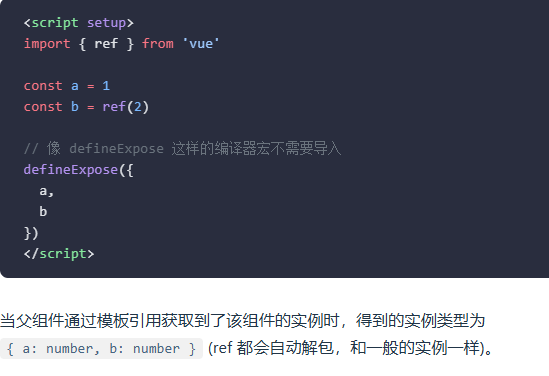 <script setup>
import { ref } from 'vue'
const a = 1
const b = ref(2)
// 像 defineExpose 这样的编译器宏不需要导入
defineExpose({
  a,
  b
})
</script>
当父组件通过模板引用获取到了该组件的实例时，得到的实例类型为
{ a: number, b: number } (ref 都会自动解包，和一般的实例一样)。